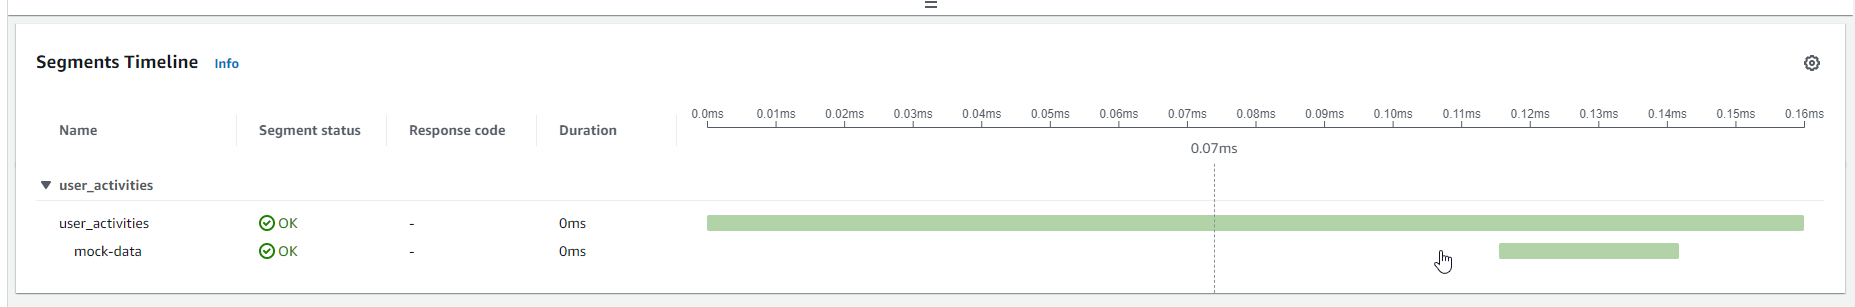 Segments Timeline Info
0.0ms 0.01ms 0.02ms 0.03ms 0.04ms 0.05ms 0.06ms 0.07ms 0.08ms 0.09ms 0.10ms 0.11ms 0.12ms 0.13ms 0.14ms 0.15ms 0.16ms
Name Segment status Response code Duration
0.07ms
user_activities
user_activities OK - 0ms
mock-data OK - 0ms